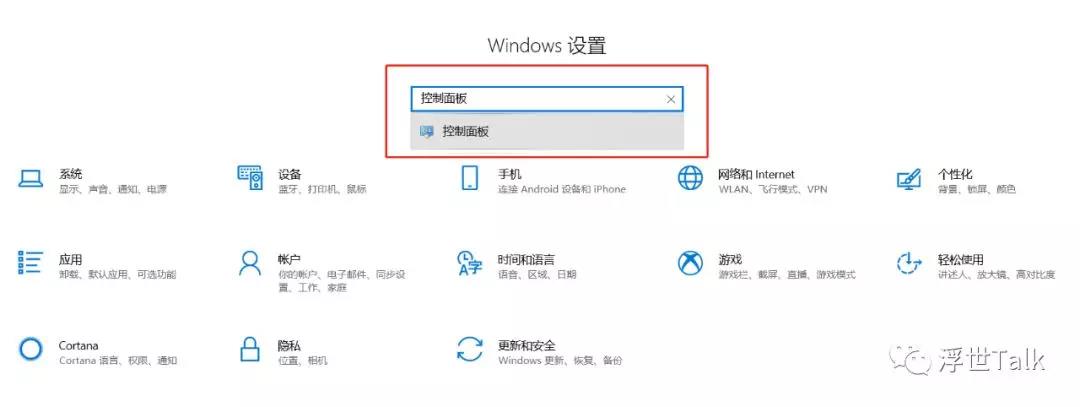 Windows 设置
控制面板
控制面板
系统
显示、声音、通知、电源
设备
蓝牙、打印机、鼠标
手机
连接 Android 设备和 iPhone
网络和 Internet
WLAN、飞行模式、VPN
个性化
背景、锁屏、颜色
应用
卸载、默认应用、可选功能
帐户
你的帐户、电子邮件、同步设
置、工作、家庭
时间和语言
语音、区域、日期
游戏
游戏栏、截屏、直播、游戏模式
轻松使用
讲述人、放大镜、高对比度
Cortana
Cortana 语言、权限、通知
隐私
位置、相机
更新和安全
Windows 更新、恢复、备份
浮世Talk